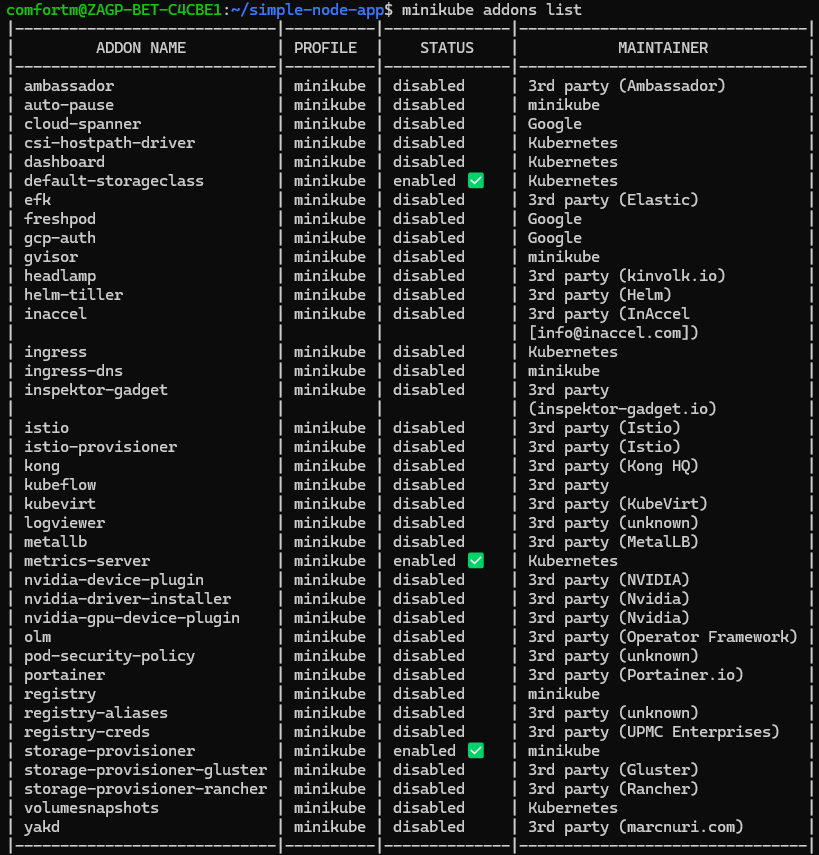 comfortm@ZAGP-BET-C4CBE1:~/simple-node-app$ minikube addons list
|-----------------------------|----------|--------------|--------------------------------|
|         ADDON NAME          | PROFILE  |    STATUS    |           MAINTAINER           |
|-----------------------------|----------|--------------|--------------------------------|
| ambassador                  | minikube | disabled     | 3rd party (Ambassador)         |
| auto-pause                  | minikube | disabled     | minikube                       |
| cloud-spanner               | minikube | disabled     | Google                         |
| csi-hostpath-driver         | minikube | disabled     | Kubernetes                     |
| dashboard                   | minikube | disabled     | Kubernetes                     |
| default-storageclass        | minikube | enabled ✅   | Kubernetes                     |
| efk                         | minikube | disabled     | 3rd party (Elastic)            |
| freshpod                    | minikube | disabled     | Google                         |
| gcp-auth                    | minikube | disabled     | Google                         |
| gvisor                      | minikube | disabled     | minikube                       |
| headlamp                    | minikube | disabled     | 3rd party (kinvolk.io)         |
| helm-tiller                 | minikube | disabled     | 3rd party (Helm)               |
| inaccel                     | minikube | disabled     | 3rd party (InAccel             |
|                             |          |              | [info@inaccel.com])            |
| ingress                     | minikube | disabled     | Kubernetes                     |
| ingress-dns                 | minikube | disabled     | minikube                       |
| inspektor-gadget            | minikube | disabled     | 3rd party                      |
|                             |          |              | (inspektor-gadget.io)          |
| istio                       | minikube | disabled     | 3rd party (Istio)              |
| istio-provisioner           | minikube | disabled     | 3rd party (Istio)              |
| kong                        | minikube | disabled     | 3rd party (Kong HQ)            |
| kubeflow                    | minikube | disabled     | 3rd party                      |
| kubevirt                    | minikube | disabled     | 3rd party (KubeVirt)           |
| logviewer                   | minikube | disabled     | 3rd party (unknown)            |
| metallb                     | minikube | disabled     | 3rd party (MetalLB)            |
| metrics-server              | minikube | enabled ✅   | Kubernetes                     |
| nvidia-device-plugin        | minikube | disabled     | 3rd party (NVIDIA)             |
| nvidia-driver-installer     | minikube | disabled     | 3rd party (Nvidia)             |
| nvidia-gpu-device-plugin    | minikube | disabled     | 3rd party (Nvidia)             |
| olm                         | minikube | disabled     | 3rd party (Operator Framework) |
| pod-security-policy         | minikube | disabled     | 3rd party (unknown)            |
| portainer                   | minikube | disabled     | 3rd party (Portainer.io)       |
| registry                    | minikube | disabled     | minikube                       |
| registry-aliases            | minikube | disabled     | 3rd party (unknown)            |
| registry-creds              | minikube | disabled     | 3rd party (UPMC Enterprises)   |
| storage-provisioner         | minikube | enabled ✅   | minikube                       |
| storage-provisioner-gluster | minikube | disabled     | 3rd party (Gluster)            |
| storage-provisioner-rancher | minikube | disabled     | 3rd party (Rancher)            |
| volumesnapshots             | minikube | disabled     | Kubernetes                     |
| yakd                        | minikube | disabled     | 3rd party (marcnuri.com)       |
|-----------------------------|----------|--------------|--------------------------------|